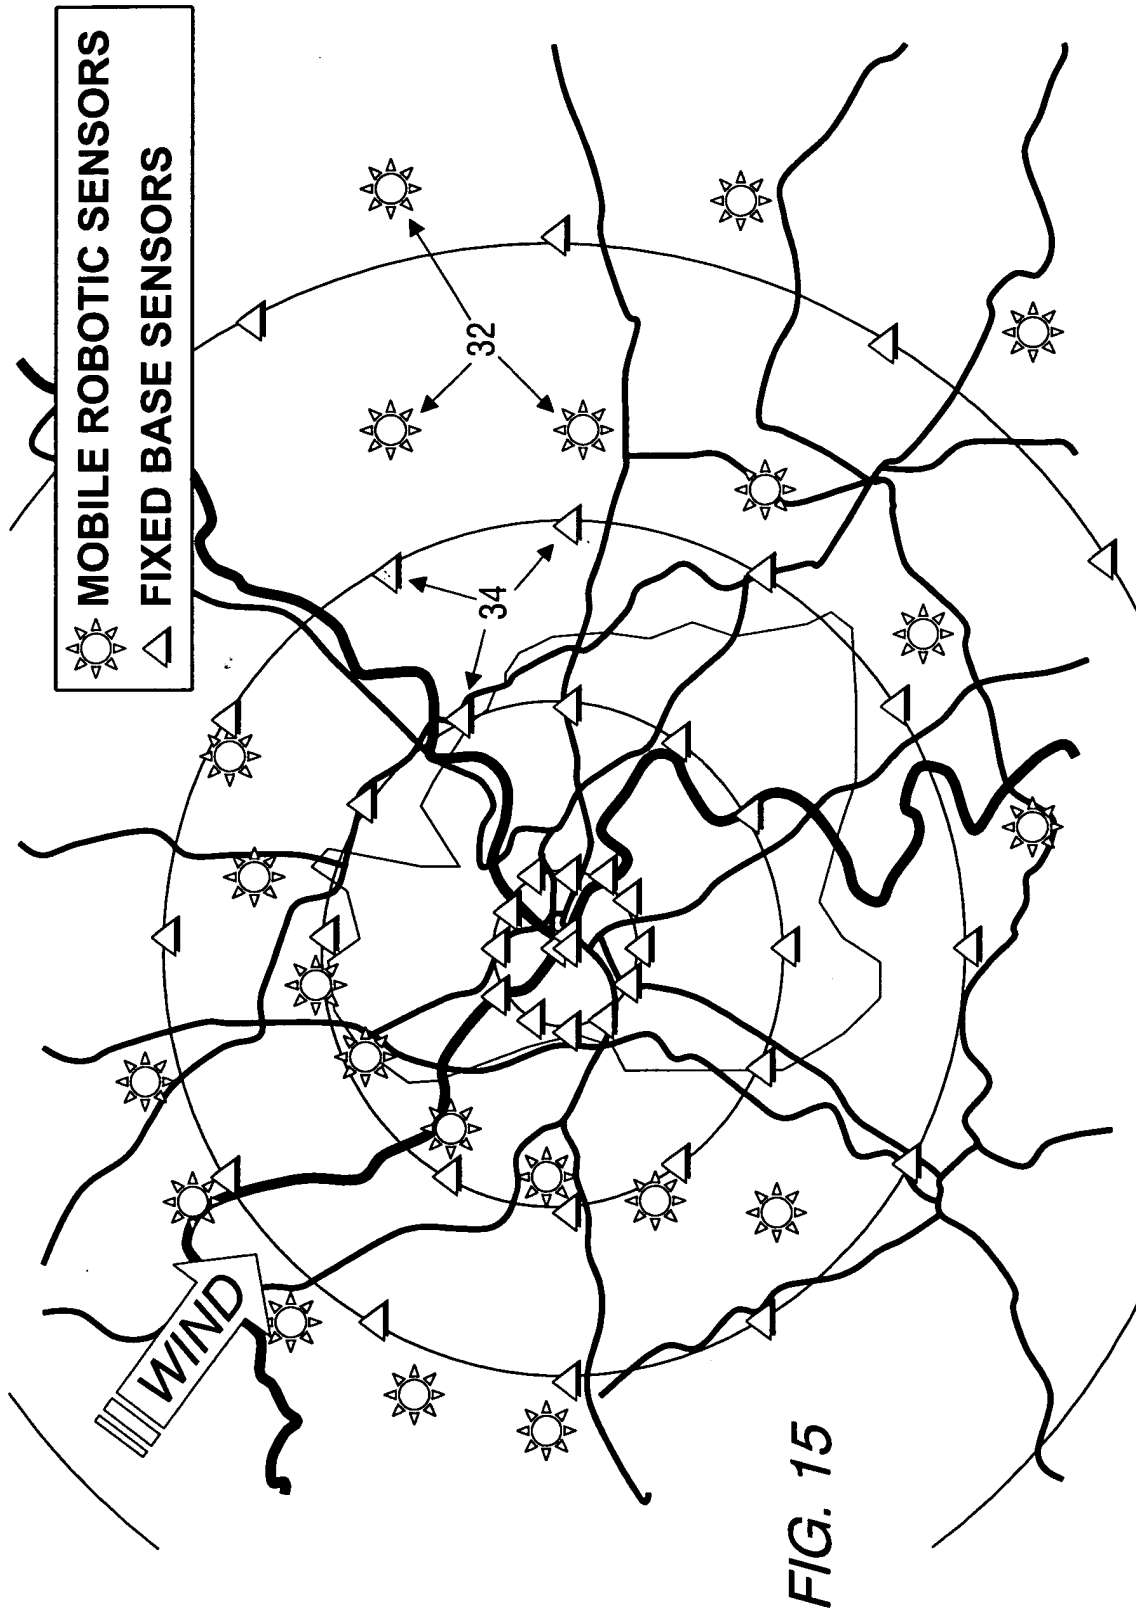 MOBILE ROBOTIC SENSORS
FIXED BASE SENSORS
32
34
WIND
FIG. 15